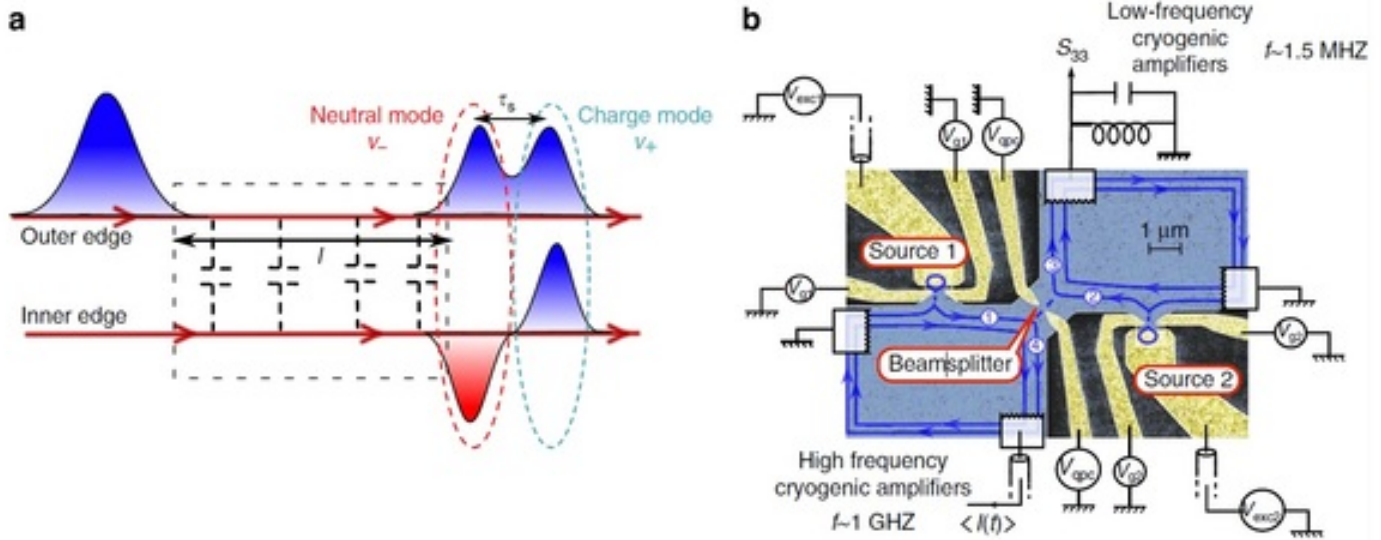 a
Neutral mode
v₋
τs
Charge mode
v₊
Outer edge
l
Inner edge
b
Low-frequency
cryogenic
amplifiers
f~1.5 MHZ
S33
Vexc1
Vg1
Vqpc
Source 1
1 μm
3
2
1
4
Beamsplitter
Source 2
Vg2
High frequency
cryogenic amplifiers
f~1 GHZ
<I(t)>
Vqpc
Vg2
Vexc2